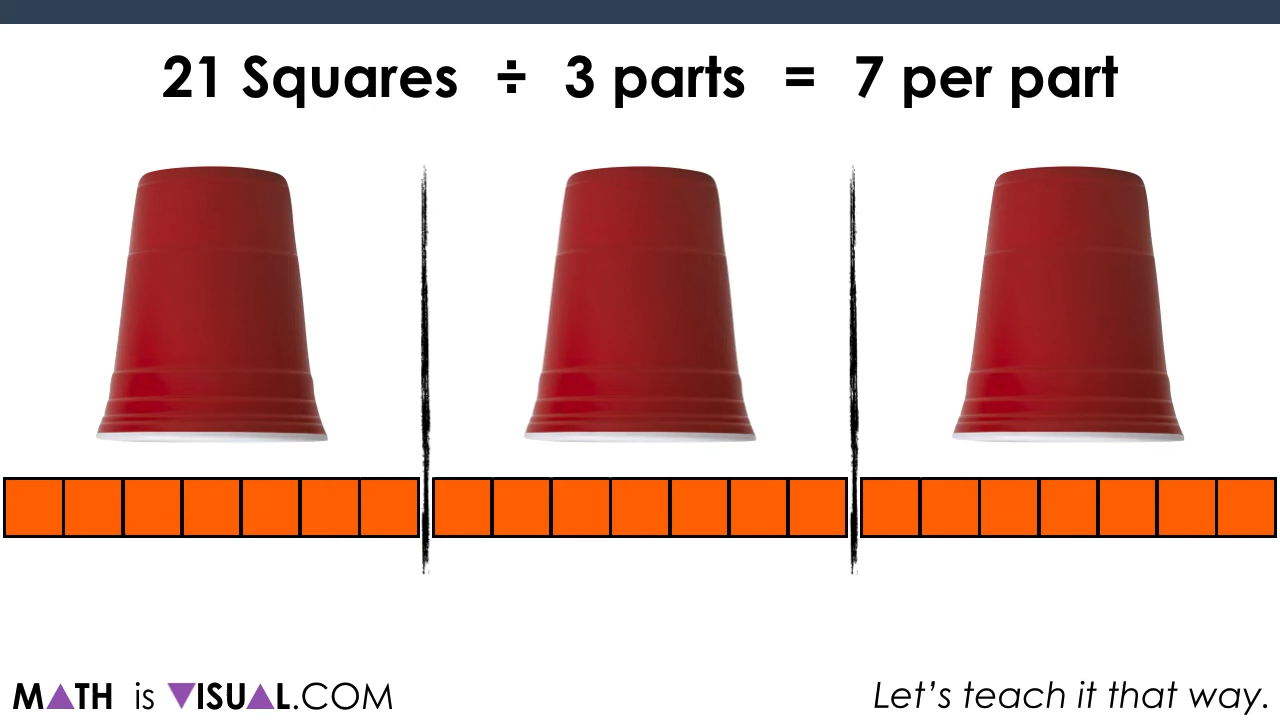 21 Squares ÷ 3 parts = 7 per part
MATH is VISUAL.COM
Let's teach it that way.